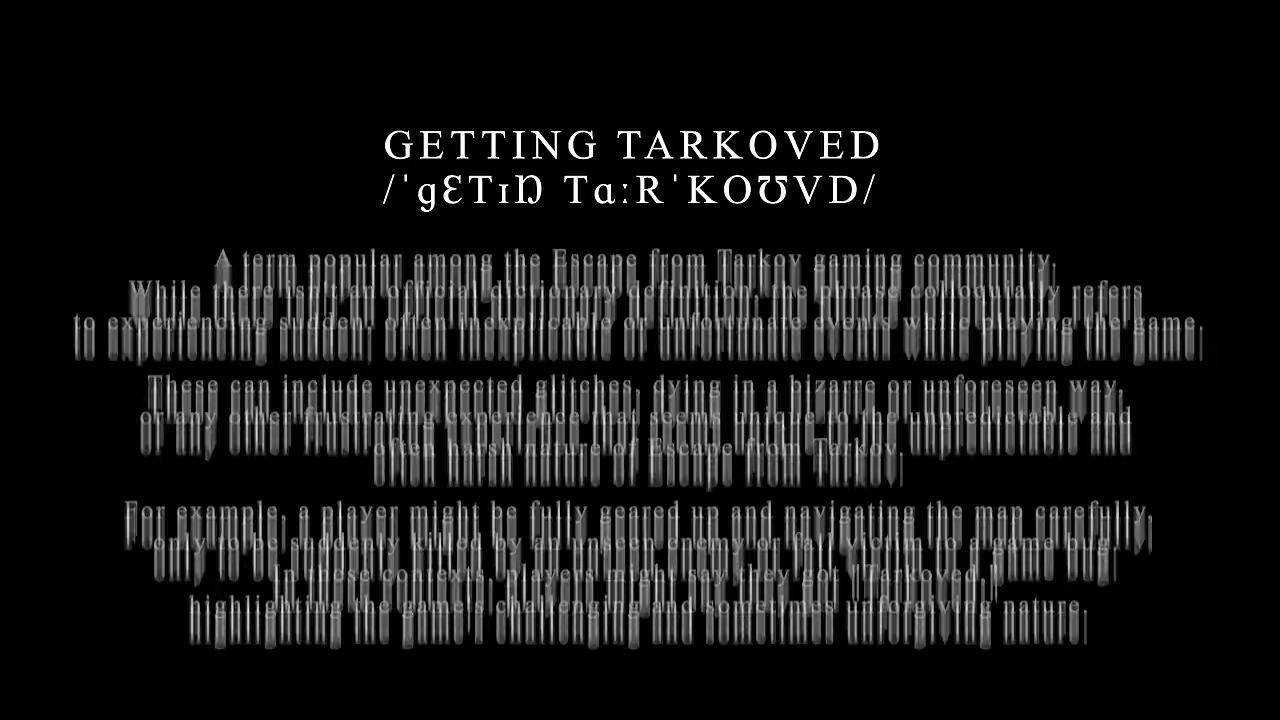 GETTING TARKOVED
/ˈɡƐTɪŊ Tɑ:RˈKOƱVD/
A term popular among the Escape from Tarkov gaming community.
While there isn't an official dictionary definition, the phrase colloquially refers
to experiencing sudden, often inexplicable or unfortunate events while playing the game.
These can include unexpected glitches, dying in a bizarre or unforeseen way,
or any other frustrating experience that seems unique to the unpredictable and
often harsh nature of Escape from Tarkov.
For example, a player might be fully geared up and navigating the map carefully,
only to be suddenly killed by an unseen enemy or fall victim to a game bug.
In these contexts, players might say they got "Tarkoved,"
highlighting the game's challenging and sometimes unforgiving nature.